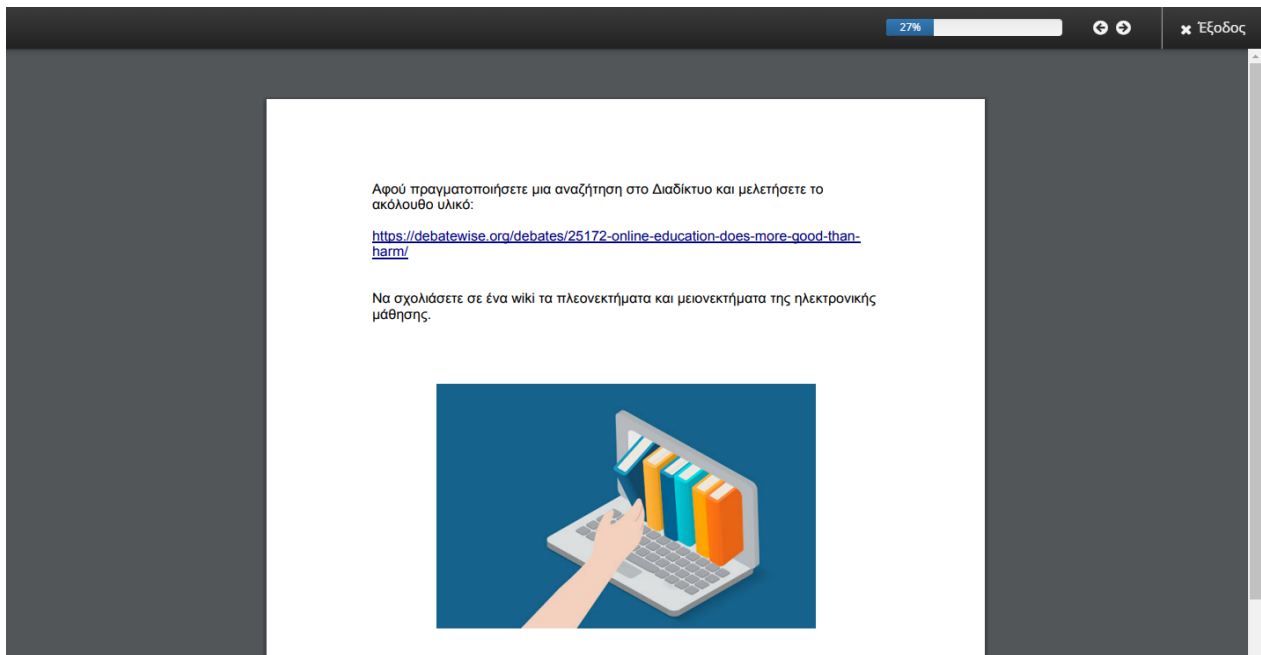 27%
Έξοδος
Αφού πραγματοποιήσετε μια αναζήτηση στο Διαδίκτυο και μελετήσετε το
ακόλουθο υλικό:
https://debatewise.org/debates/25172-online-education-does-more-good-than-
harm/
Να σχολιάσετε σε ένα wiki τα πλεονεκτήματα και μειονεκτήματα της ηλεκτρονικής
μάθησης.